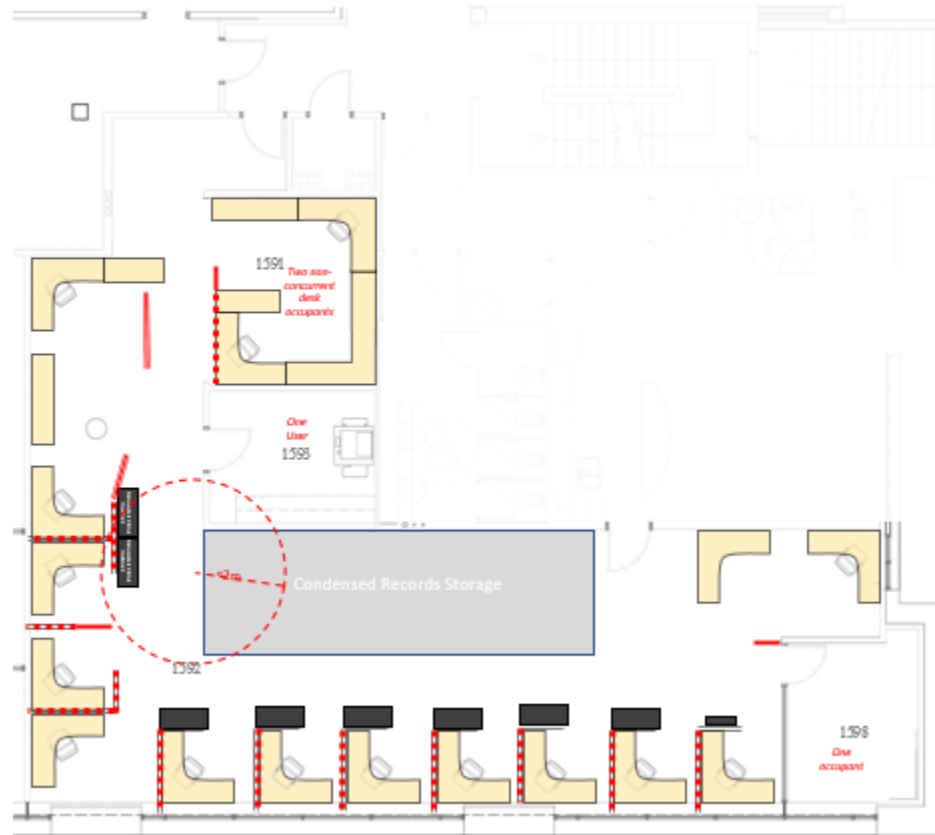 1591
Two non-
concurrent
desk
occupants
One
User
1593
~2m
Condensed Records Storage
1592
1598
One
occupant